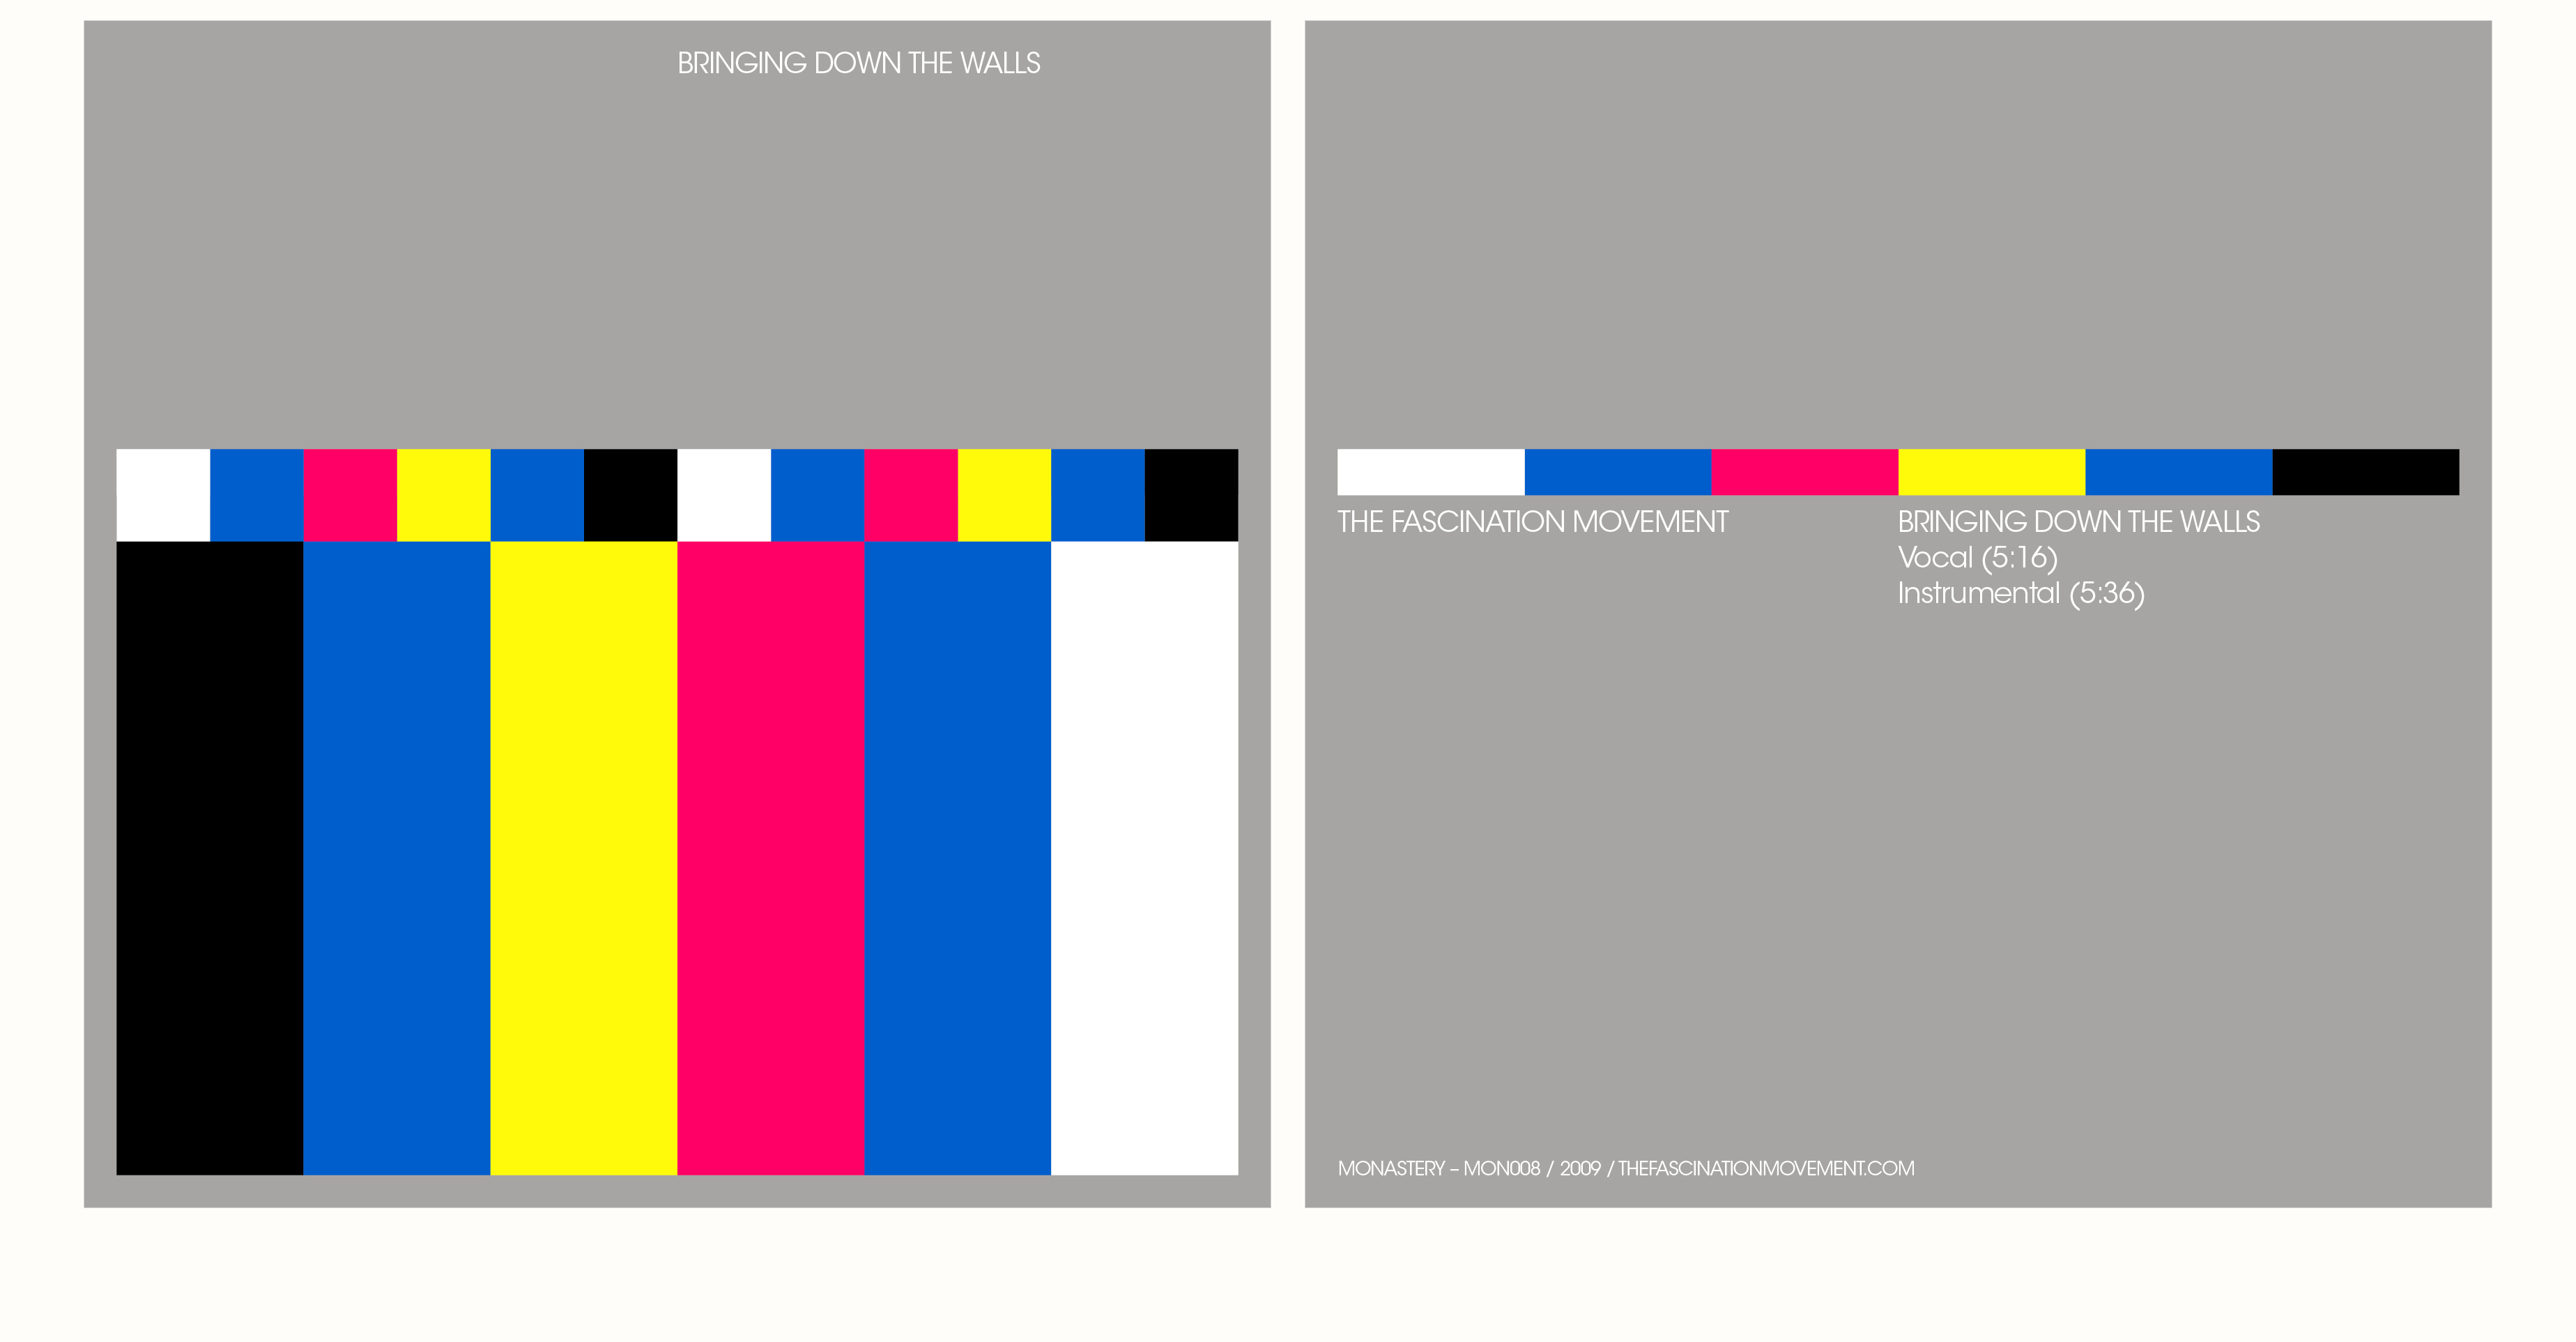 BRINGING DOWN THE WALLS
THE FASCINATION MOVEMENT
BRINGING DOWN THE WALLS
Vocal (5:16)
Instrumental (5:36)
MONASTERY – MON008 / 2009 / THEFASCINATIONMOVEMENT.COM